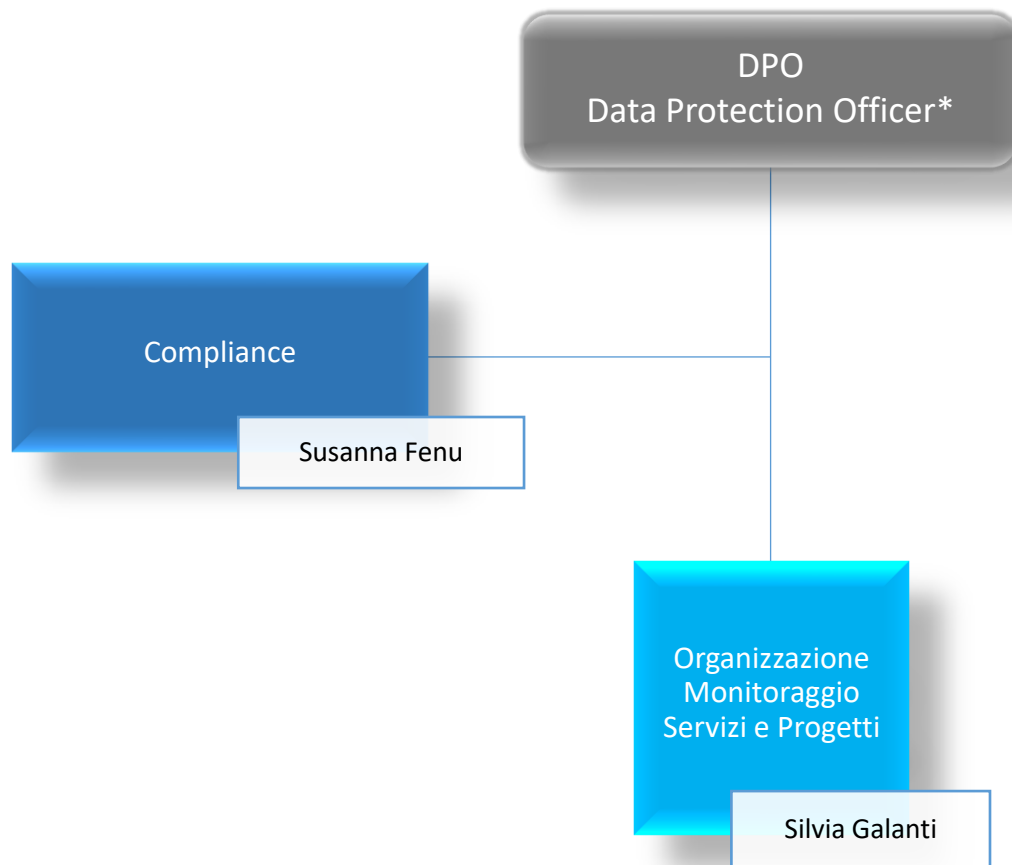 DPO
Data Protection Officer*
Compliance
Susanna Fenu
Organizzazione
Monitoraggio
Servizi e Progetti
Silvia Galanti